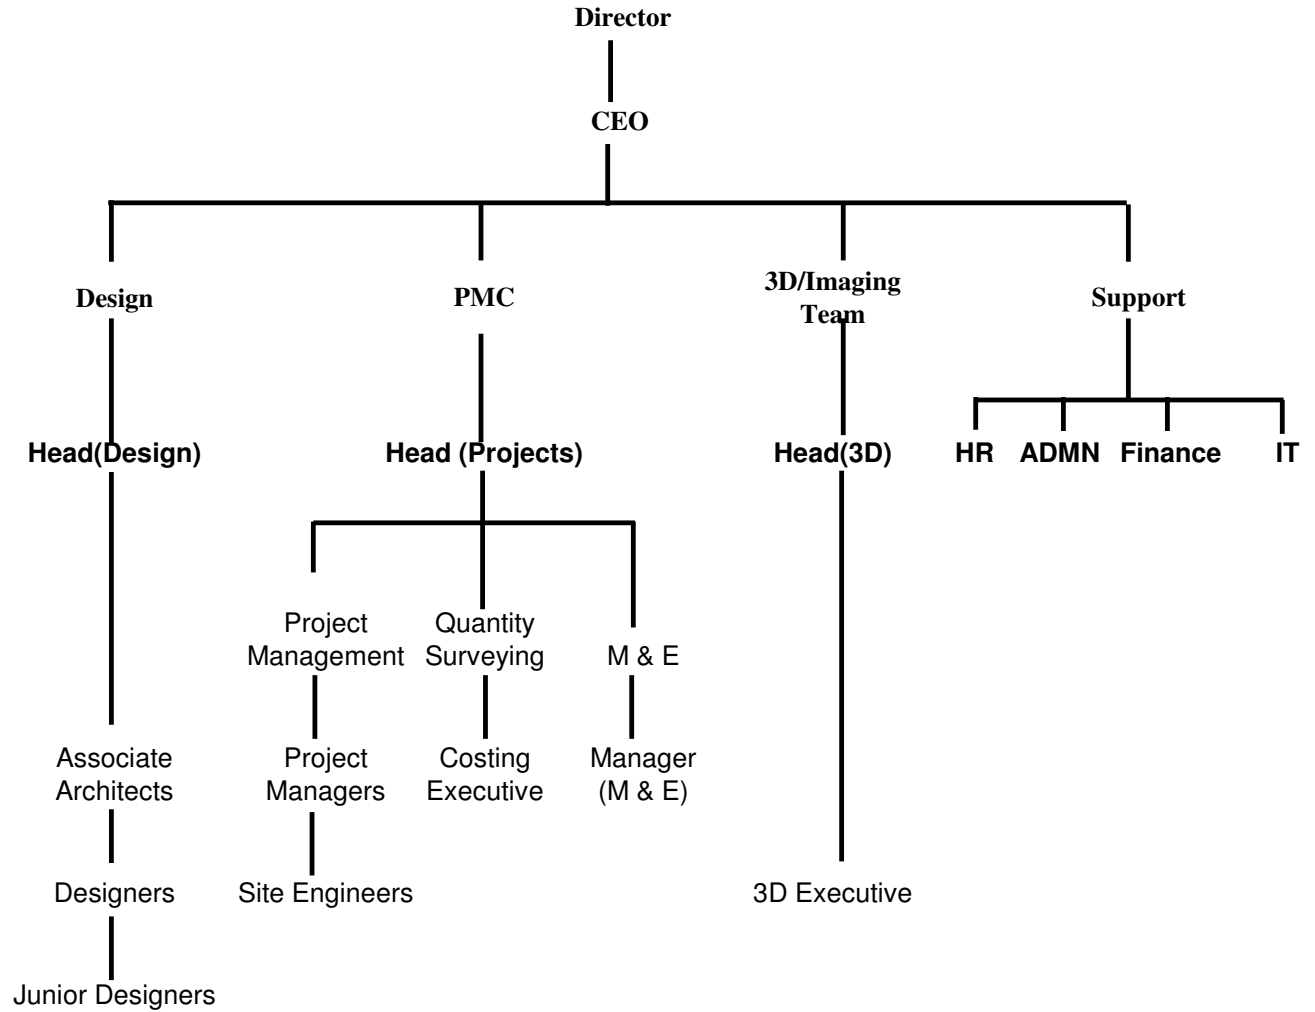 Director
CEO
Design
PMC
3D/Imaging
Team
Support
Head(Design)
Head (Projects)
Head(3D)
HR
ADMN
Finance
IT
Project
Management
Quantity
Surveying
M & E
Associate
Architects
Project
Managers
Costing
Executive
Manager
(M & E)
Designers
Site Engineers
3D Executive
Junior Designers